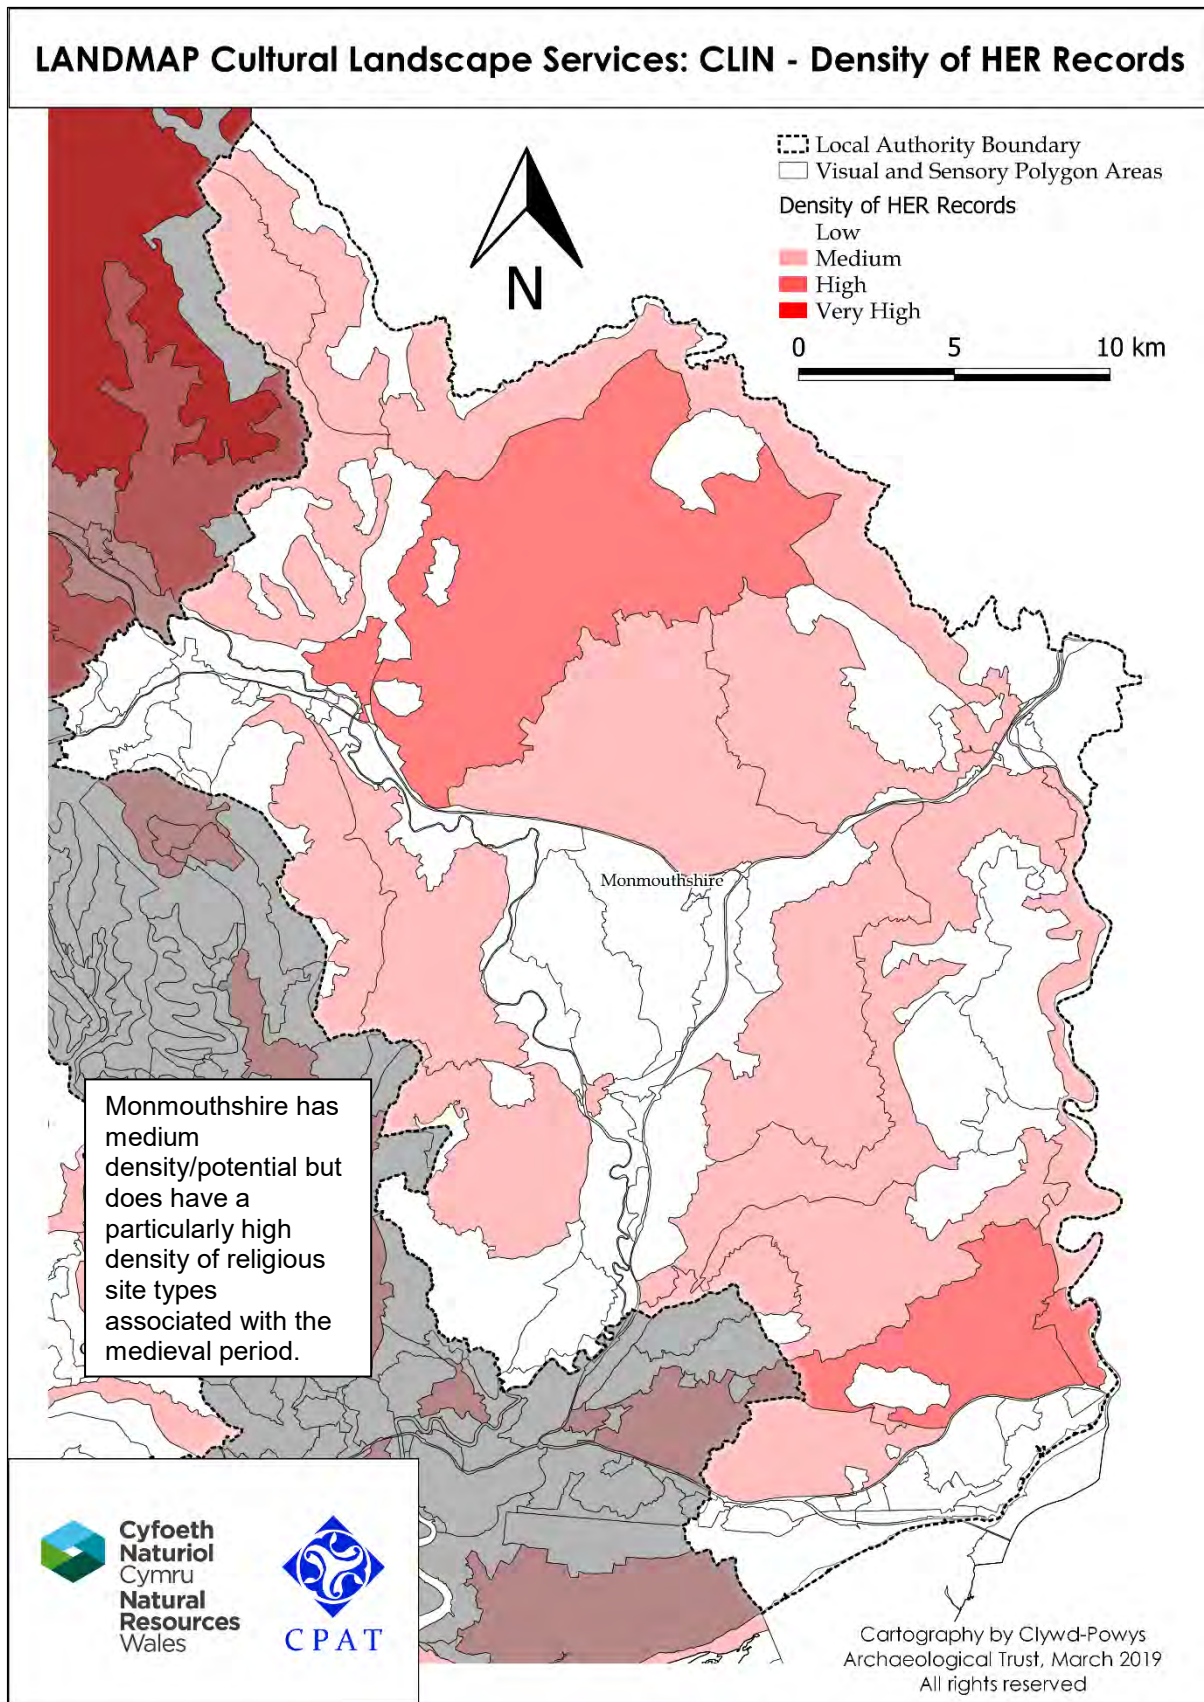 LANDMAP Cultural Landscape Services: CLIN - Density of HER Records
Local Authority Boundary
Visual and Sensory Polygon Areas
Density of HER Records
Low
Medium
High
Very High
0 5 10 km
N
Monmouthshire
Monmouthshire has
medium
density/potential but
does have a
particularly high
density of religious
site types
associated with the
medieval period.
Cyfoeth
Naturiol
Cymru
Natural
Resources
Wales
CPAT
Cartography by Clywd-Powys
Archaeological Trust, March 2019
All rights reserved